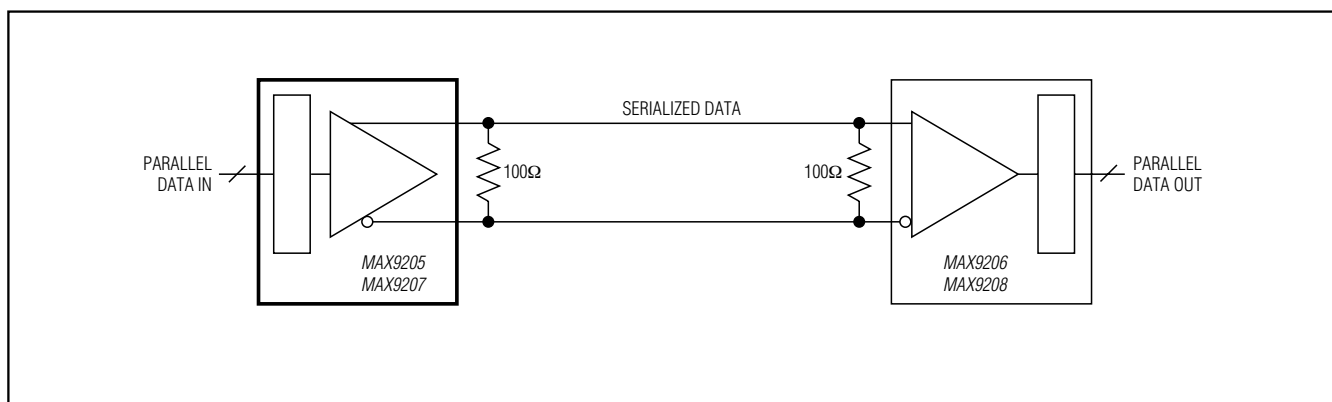 SERIALIZED DATA
PARALLEL
DATA IN
100Ω
100Ω
PARALLEL
DATA OUT
MAX9205
MAX9207
MAX9206
MAX9208